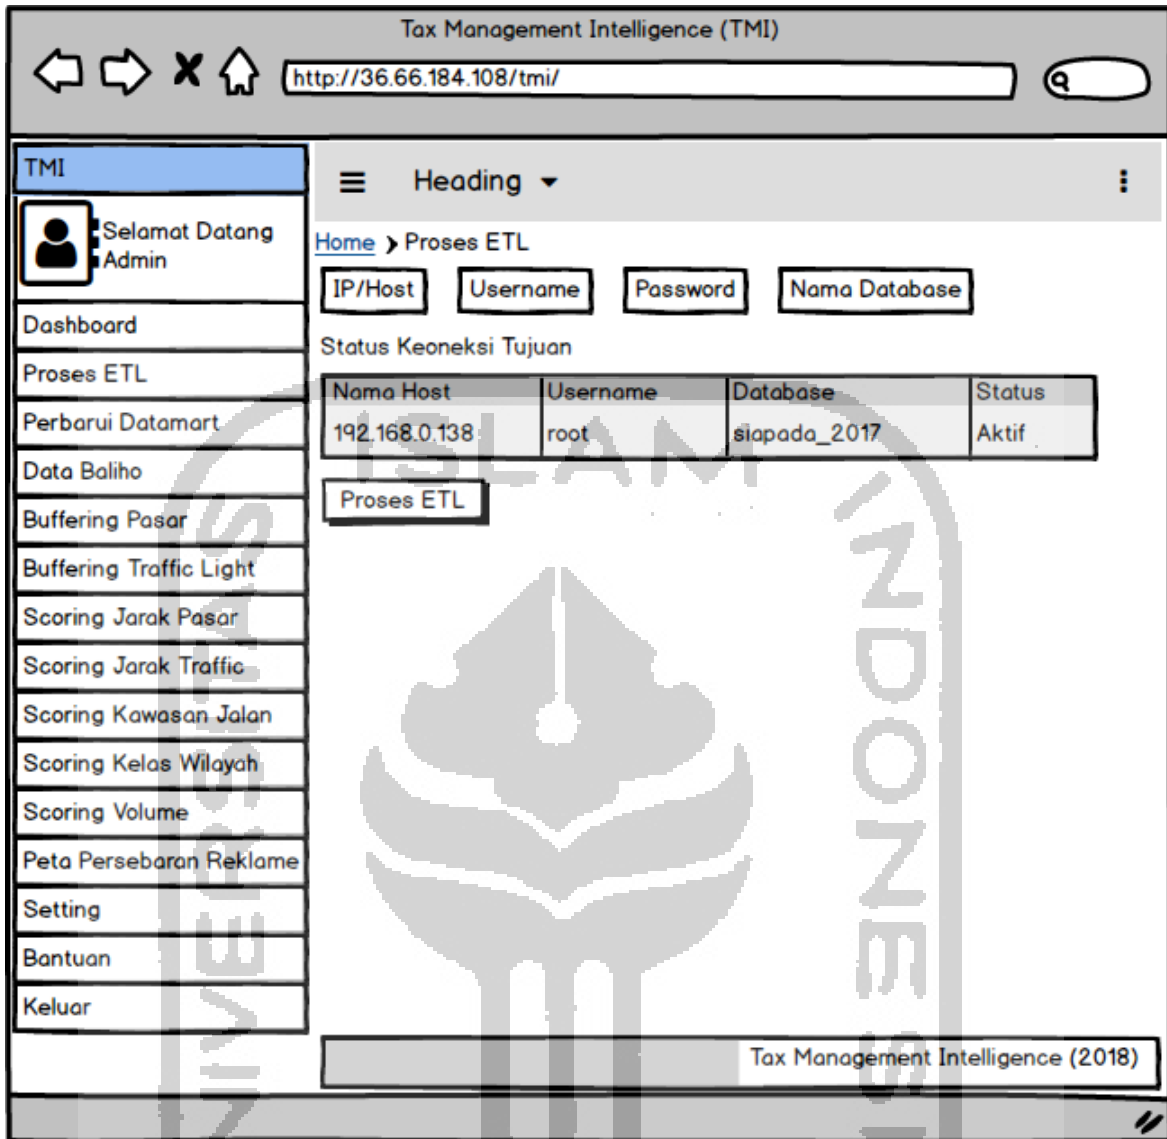 Tax Management Intelligence (TMI)
http://36.66.184.108/tmi/
TMI
Selamat Datang
Admin
Dashboard
Proses ETL
Perbarui Datamart
Data Baliho
Buffering Pasar
Buffering Traffic Light
Scoring Jarak Pasar
Scoring Jarak Traffic
Scoring Kawasan Jalan
Scoring Kelas Wilayah
Scoring Volume
Peta Persebaran Reklame
Setting
Bantuan
Keluar
Heading
Home > Proses ETL
IP/Host Username Password Nama Database
Status Keoneksi Tujuan
Nama Host Username Database Status
192.168.0.138 root siapada_2017 Aktif
Proses ETL
Tax Management Intelligence (2018)
ISLAM